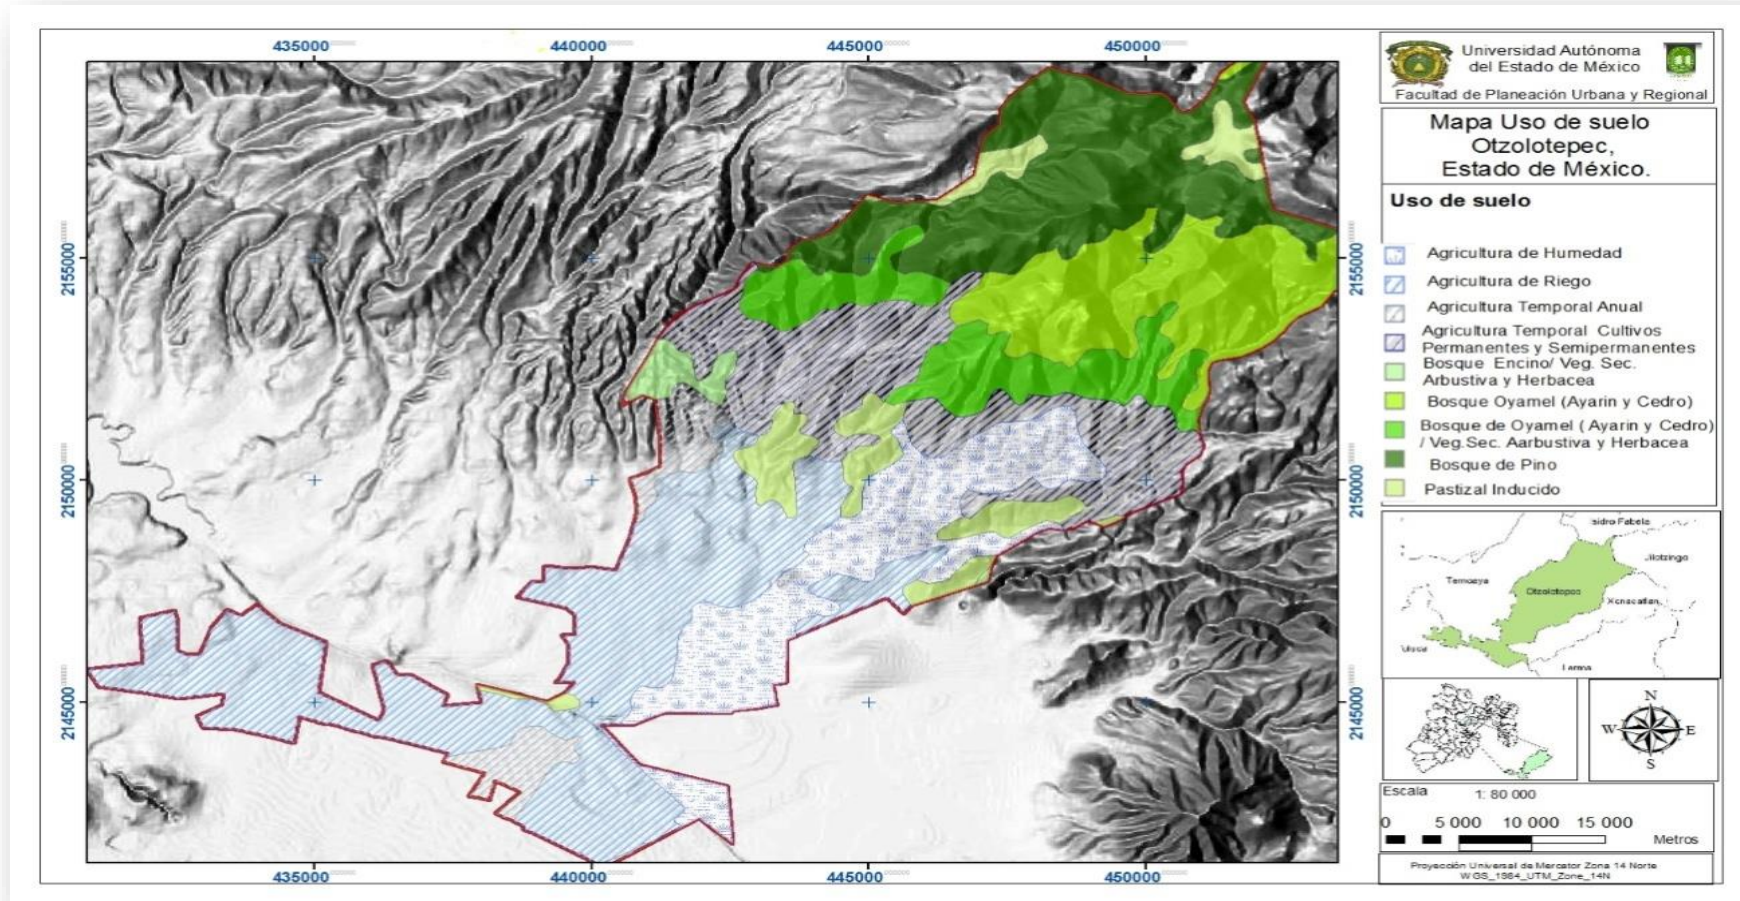 435000 440000 445000 450000
2155000
2150000
2145000
2155000
2150000
2145000
435000 440000 445000 450000
Universidad Autónoma
del Estado de México
Facultad de Planeación Urbana y Regional
Mapa Uso de suelo
Otzolotepec,
Estado de México.
Uso de suelo
Agricultura de Humedad
Agricultura de Riego
Agricultura Temporal Anual
Agricultura Temporal Cultivos
Permanentes y Semipermanentes
Bosque Encino/ Veg. Sec.
Arbustiva y Herbacea
Bosque Oyamel (Ayarin y Cedro)
Bosque de Oyamel ( Ayarin y Cedro)
/ Veg.Sec. Aarbustiva y Herbacea
Bosque de Pino
Pastizal Inducido
Isidro Fabela
Jilotzingo
Temoaya
Otzolotepec
Xonacatlan
Toluca
Lerma
N
W E
S
Escala 1: 80 000
0 5 000 10 000 15 000
Metros
Proyección Universal de Mercator Zona 14 Norte
WGS_1984_UTM_Zone_14N